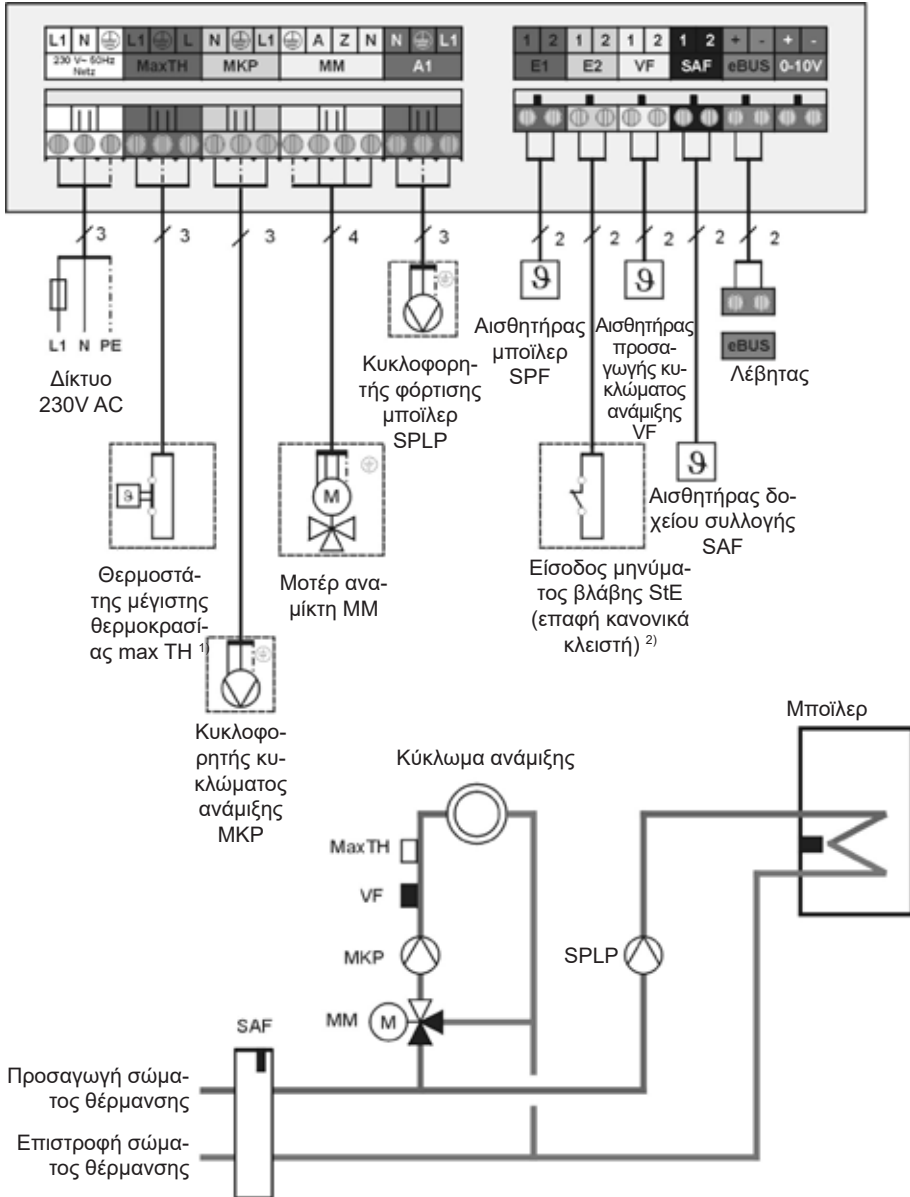 L1 N L1 L N L1 A Z N N L1
1 2 1 2 1 2 1 2 + - + -
230 V~ 50Hz
Netz
MaxTH MKP MM A1
E1 E2 VF SAF eBUS 0-10V
3 3 3 4 3 2 2 2 2 2
L1 N PE
Δίκτυο
230V AC
Θερμοστά-
της μέγιστης
θερμοκρασί-
ας max TH 1)
Κυκλοφο-
ρητής κυ-
κλώματος
ανάμιξης
MKP
M
Μοτέρ ανα-
μίκτη MM
Κυκλοφορη-
τής φόρτισης
μποϊλερ
SPLP
ϑ
Αισθητήρας
μποϊλερ
SPF
Είσοδος μηνύμα-
τος βλάβης StE
(επαφή κανονικά
κλειστή) 2)
ϑ
Αισθητήρας
προσα-
γωγής κυ-
κλώματος
ανάμιξης
VF
ϑ
Αισθητήρας δο-
χείου συλλογής
SAF
eBUS
Λέβητας
Μποϊλερ
Κύκλωμα ανάμιξης
MaxTH
VF
MKP
SPLP
MM M
SAF
Προσαγωγή σώμα-
τος θέρμανσης
Επιστροφή σώμα-
τος θέρμανσης